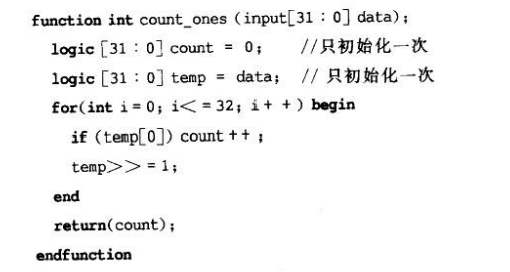 function int count_ones (input[31:0] data);
logic [31:0] count = 0; //只初始化一次
logic [31:0] temp = data; // 只初始化一次
for(int i=0; i<=32; i++) begin
if (temp[0]) count++;
temp>>=1;
end
return(count);
endfunction